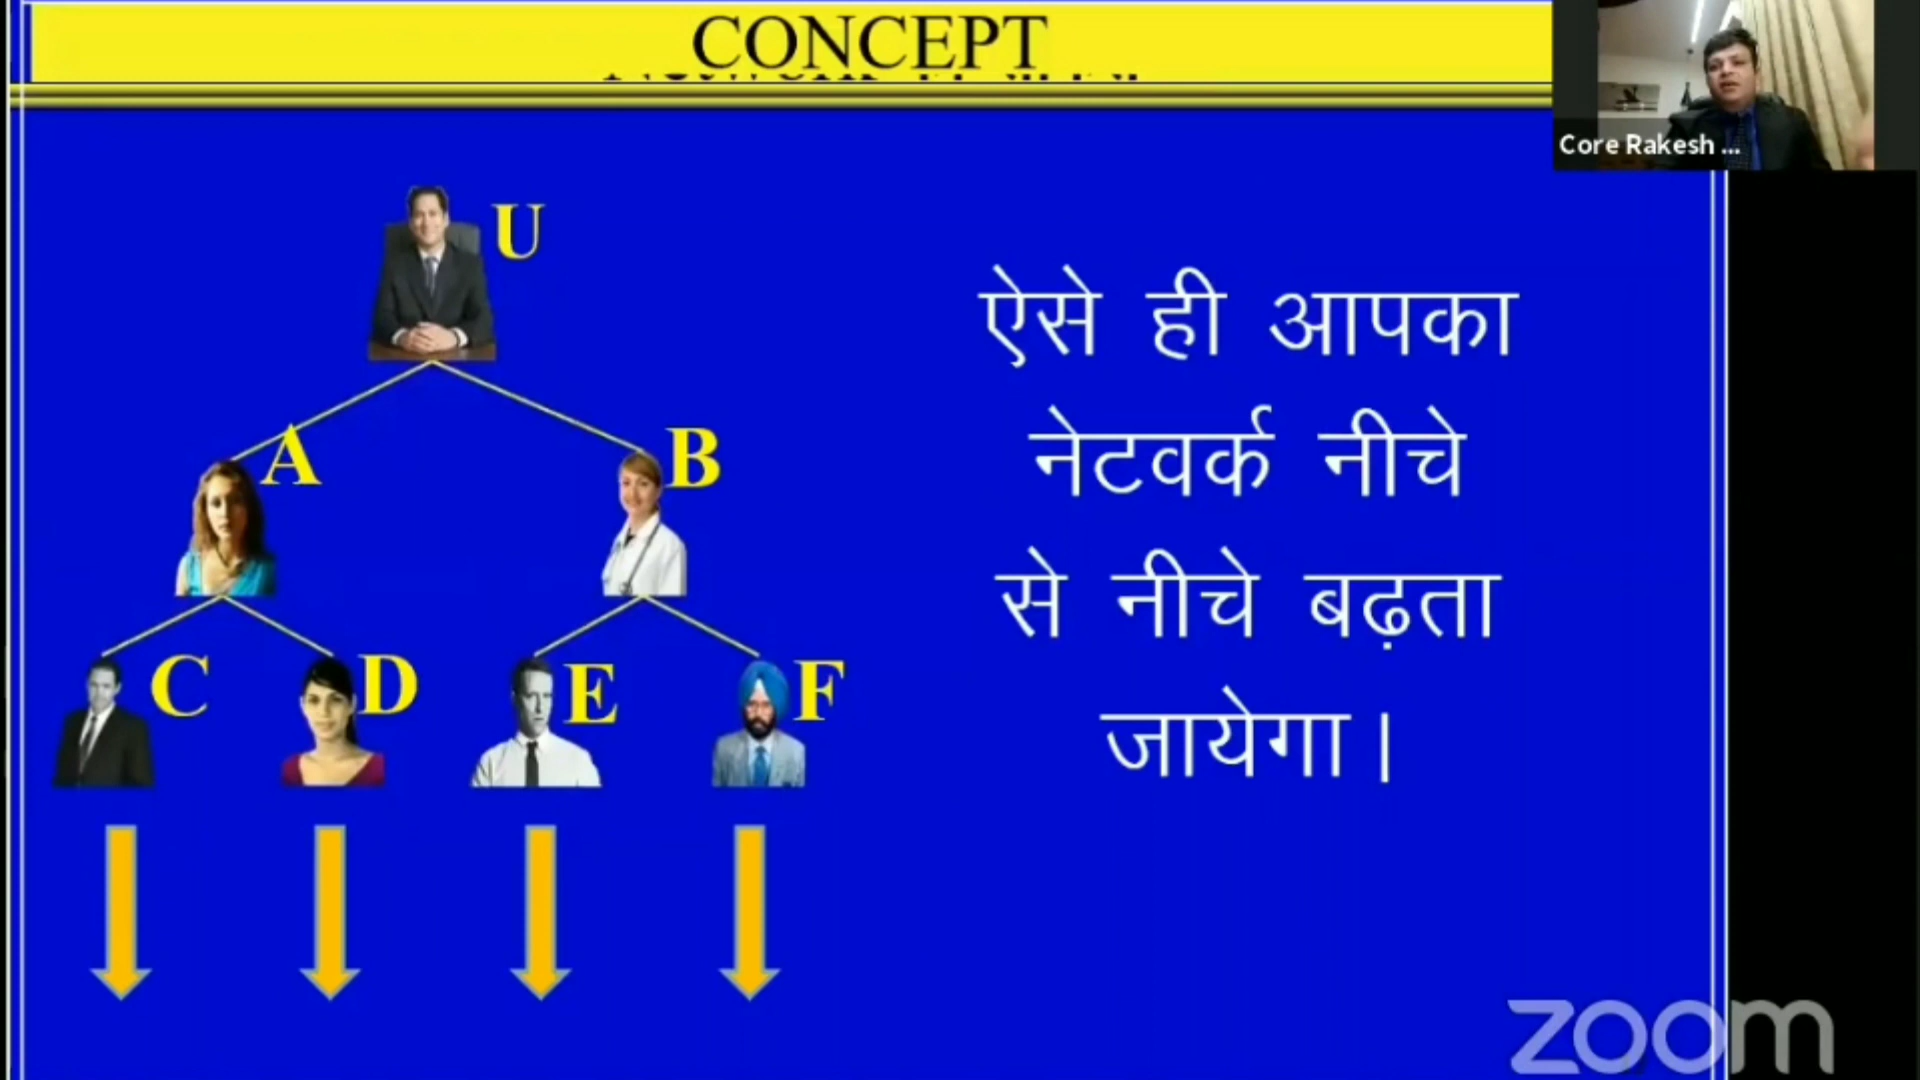 CONCEPT
Core Rakesh ...
U
A
B
C
D
E
F
ऐसे ही आपका
नेटवर्क नीचे
से नीचे बढ़ता
जायेगा।
zoom